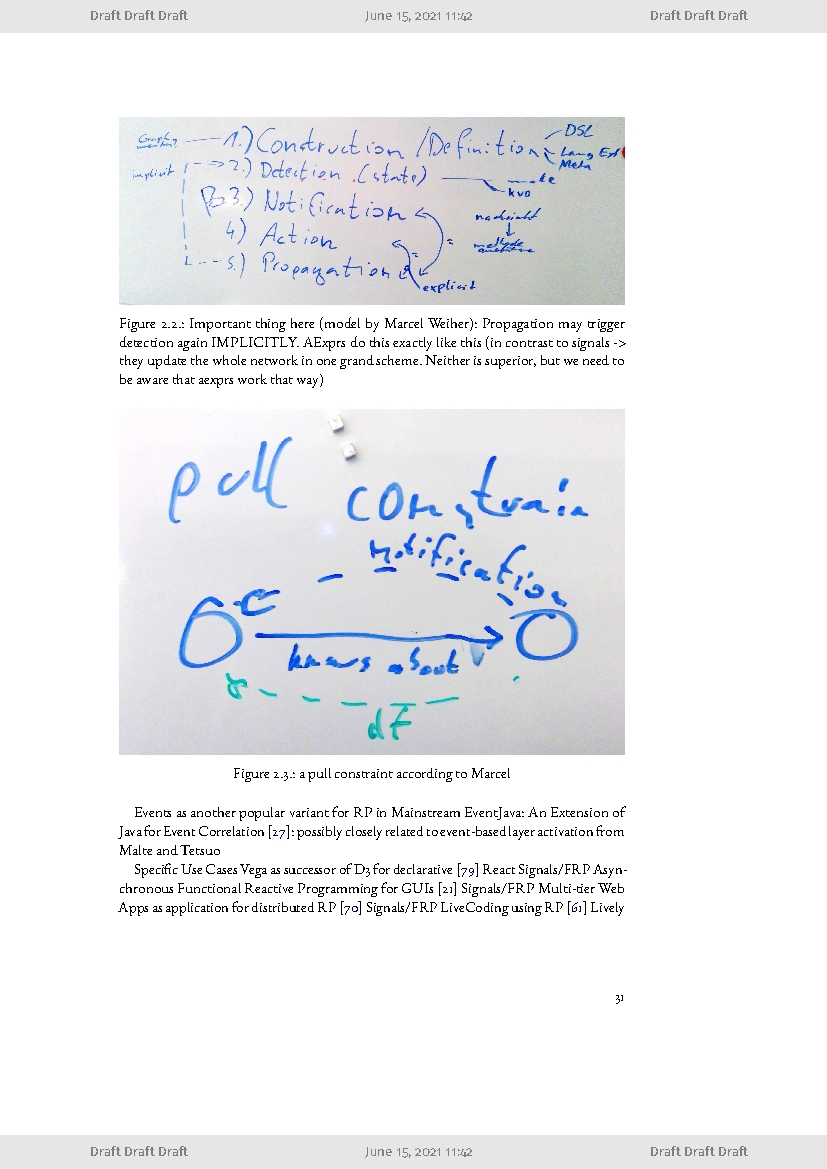 Draft Draft Draft June 15, 2021 11:42 Draft Draft Draft
1.) Construction / Definition
DSL
Lang Ext
Meta
implicit
2.) Detection (state)
kvo
3.) Notification
nachricht
4) Action
methode
5.) Propagation
explicit
Figure 2.2.: Important thing here (model by Marcel Weiher): Propagation may trigger
detection again IMPLICITLY. AExprs do this exactly like this (in contrast to signals ->
they update the whole network in one grand scheme. Neither is superior, but we need to
be aware that aexprs work that way)
pull constrain
notification
knows about
df
Figure 2.3.: a pull constraint according to Marcel
Events as another popular variant for RP in Mainstream EventJava: An Extension of
Java for Event Correlation [27]: possibly closely related to event-based layer activation from
Malte and Tetsuo
Specific Use Cases Vega as successor of D3 for declarative [79] React Signals/FRP Asyn-
chronous Functional Reactive Programming for GUIs [21] Signals/FRP Multi-tier Web
Apps as application for distributed RP [70] Signals/FRP LiveCoding using RP [61] Lively
31
Draft Draft Draft June 15, 2021 11:42 Draft Draft Draft